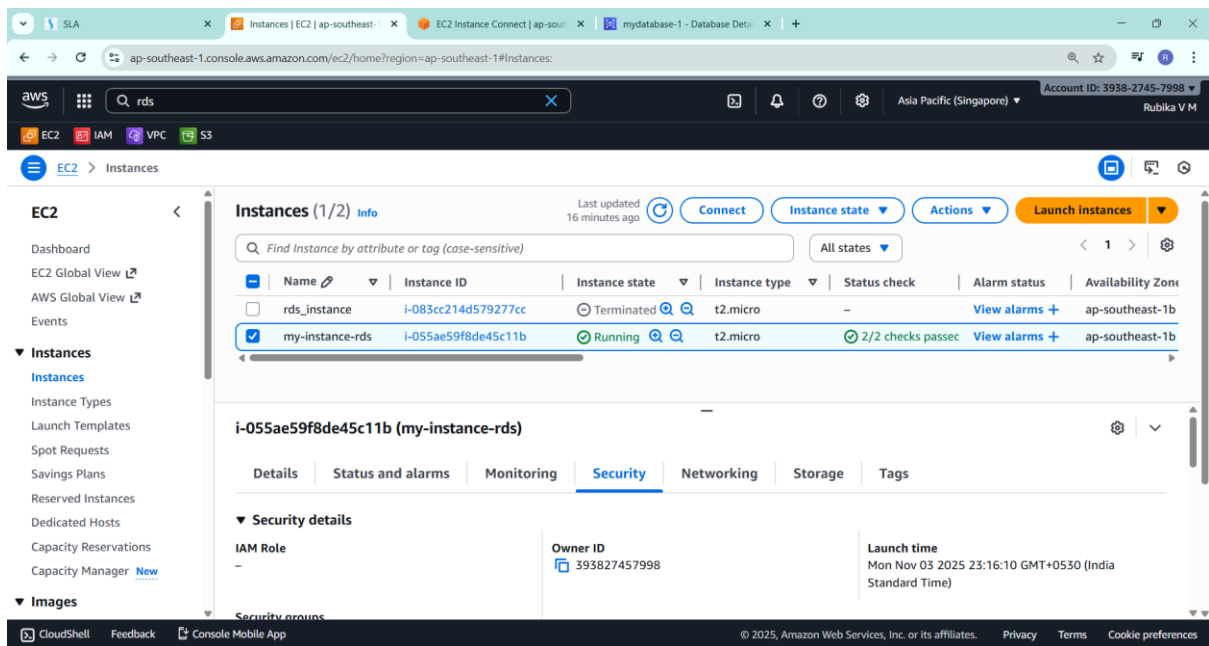 SLA
Instances | EC2 | ap-southeast-1
EC2 Instance Connect | ap-sout
mydatabase-1 - Database Deta
ap-southeast-1.console.aws.amazon.com/ec2/home?region=ap-southeast-1#Instances:
B
aws
rds
Asia Pacific (Singapore)
Account ID: 3938-2745-7998
Rubika V M
EC2 IAM VPC S3
EC2 > Instances
EC2
Dashboard
EC2 Global View
AWS Global View
Events
Instances
Instances
Instance Types
Launch Templates
Spot Requests
Savings Plans
Reserved Instances
Dedicated Hosts
Capacity Reservations
Capacity Manager New
Images
Instances (1/2) Info
Last updated
16 minutes ago
Connect
Instance state
Actions
Launch instances
Find Instance by attribute or tag (case-sensitive)
All states
1
Name Instance ID Instance state Instance type Status check Alarm status Availability Zone
rds_instance i-083cc214d579277cc Terminated t2.micro – View alarms + ap-southeast-1b
my-instance-rds i-055ae59f8de45c11b Running t2.micro 2/2 checks passec View alarms + ap-southeast-1b
i-055ae59f8de45c11b (my-instance-rds)
Details Status and alarms Monitoring Security Networking Storage Tags
Security details
IAM Role
–
Owner ID
393827457998
Launch time
Mon Nov 03 2025 23:16:10 GMT+0530 (India
Standard Time)
Security groups
CloudShell Feedback Console Mobile App © 2025, Amazon Web Services, Inc. or its affiliates. Privacy Terms Cookie preferences